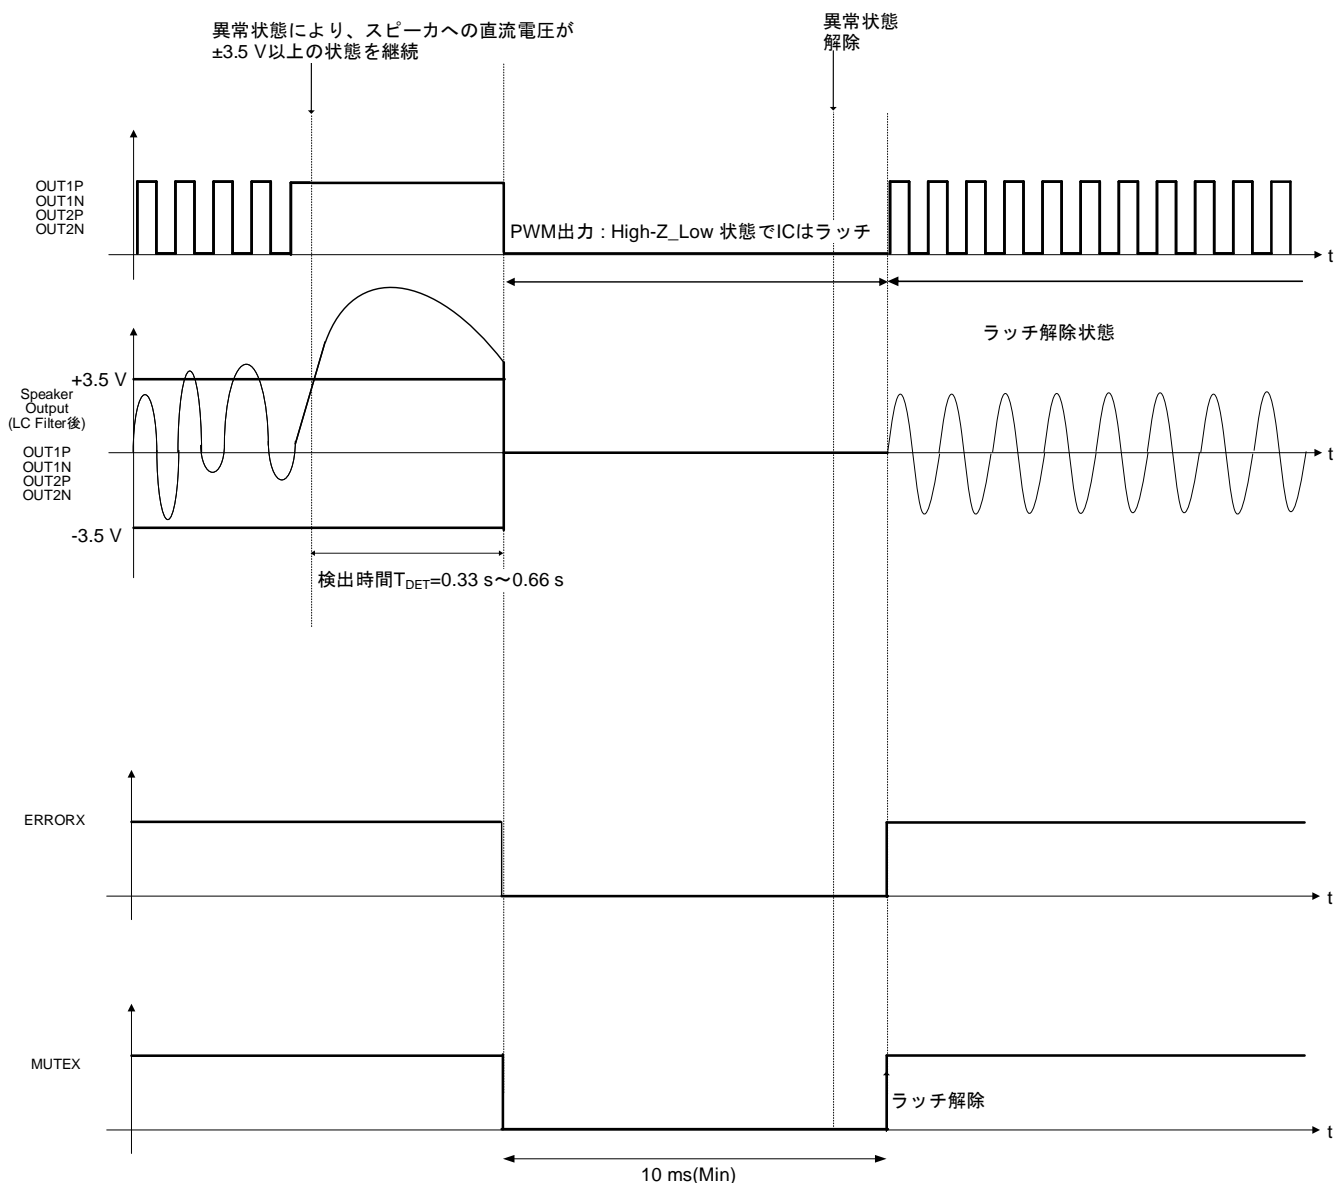 異常状態により、スピーカへの直流電圧が
±3.5 V以上の状態を継続
異常状態
解除
OUT1P
OUT1N
OUT2P
OUT2N
PWM出力 : High-Z_Low 状態でICはラッチ
t
ラッチ解除状態
+3.5 V
Speaker
Output
(LC Filter後)
OUT1P
OUT1N
OUT2P
OUT2N
t
-3.5 V
検出時間TDET=0.33 s～0.66 s
ERRORX
t
MUTEX
ラッチ解除
t
10 ms(Min)